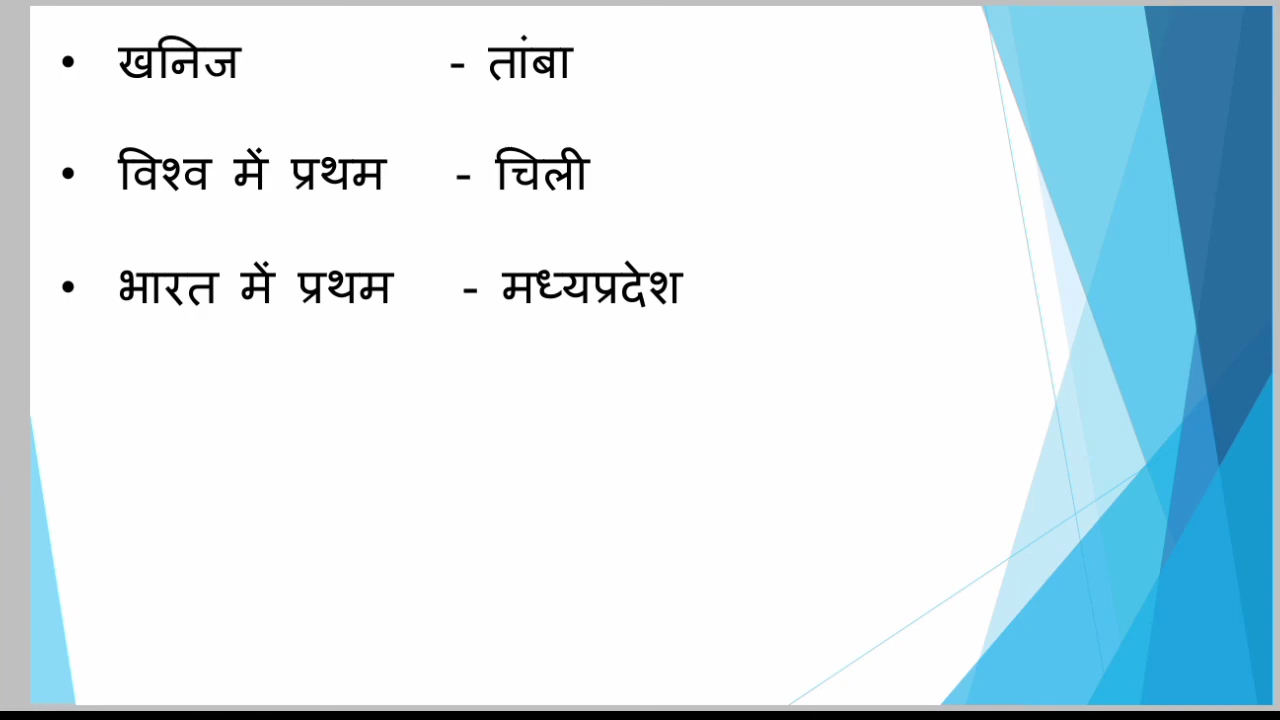 • खनिज - तांबा
• विश्व में प्रथम - चिली
• भारत में प्रथम - मध्यप्रदेश